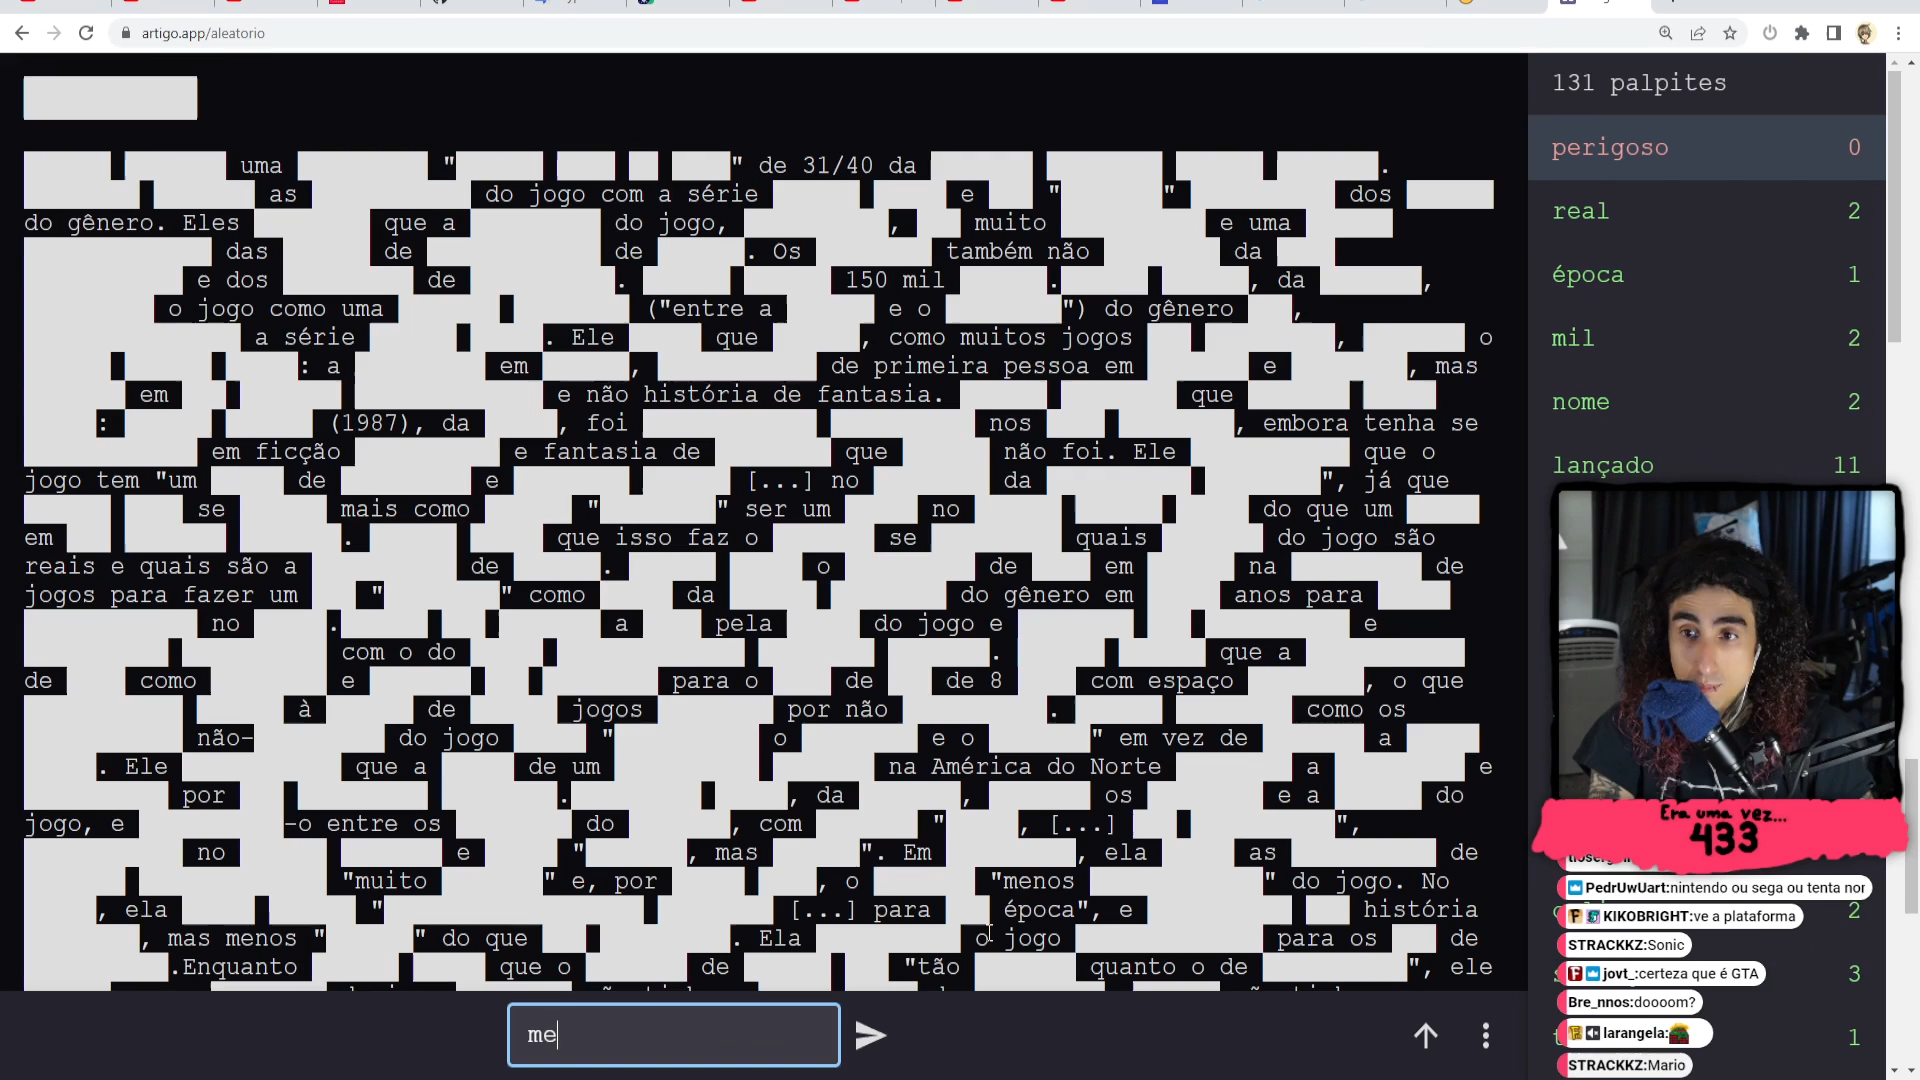 artigo.app/aleatorio
131 palpites
uma " " de 31/40 da .
as do jogo com a série e " " dos
do gênero. Eles que a do jogo, , muito e uma
das de de . Os também não da
e dos de . 150 mil . , da ,
o jogo como uma ("entre a e o ") do gênero ,
a série . Ele que , como muitos jogos , o
: a em , de primeira pessoa em e , mas
em e não história de fantasia. que
: (1987), da , foi nos , embora tenha se
em ficção e fantasia de que não foi. Ele que o
jogo tem "um de e [...] no da ", já que
se mais como " " ser um no do que um
em . que isso faz o se quais do jogo são
reais e quais são a de . o de em na de
jogos para fazer um " " como da do gênero em anos para
no . a pela do jogo e e
com o do . que a
de como e para o de de 8 com espaço , o que
à de jogos por não . como os
não- do jogo " o e o " em vez de a
. Ele que a de um na América do Norte a e
por . , da , os e a do
jogo, e -o entre os do , com " , [...] ",
no e " , mas ". Em , ela as de
"muito " e, por , o "menos " do jogo. No
, ela " [...] para época", e história
, mas menos " " do que . Ela o jogo para os de
.Enquanto que o de "tão quanto o de ", ele
me
perigoso 0
real 2
época 1
mil 2
nome 2
lançado 11
2
3
1
Era uma vez...
433
PedrUwUart:nintendo ou sega ou tenta nor
KIKOBRIGHT:ve a plataforma
STRACKKZ:Sonic
jovt_:certeza que é GTA
Bre_nnos:doooom?
larangela:
STRACKKZ:Mario